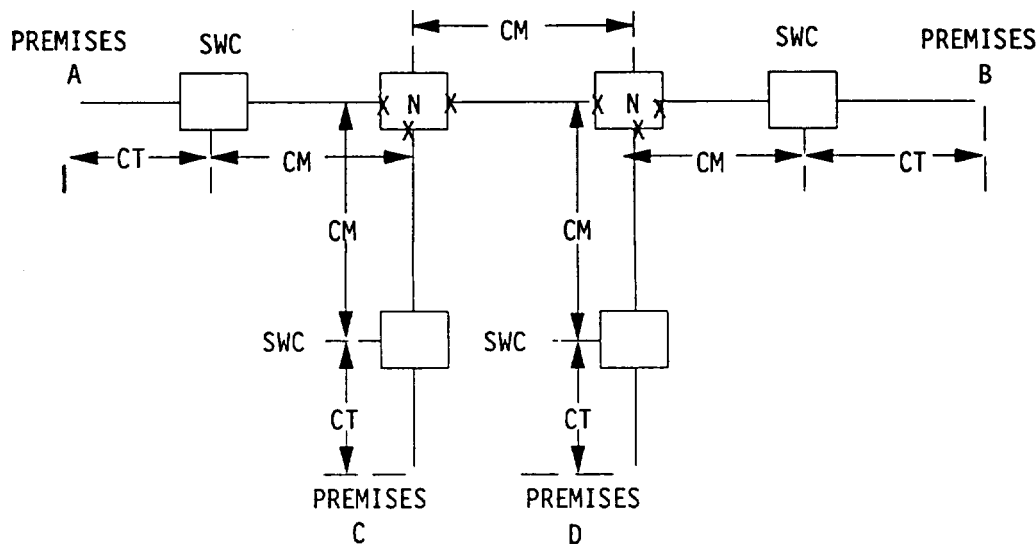 CM
PREMISES
A
SWC
SWC
PREMISES
B
X N X
X
X N X
X
CT
CM
CM
CT
CM
CM
SWC
SWC
CT
CT
PREMISES
C
PREMISES
D